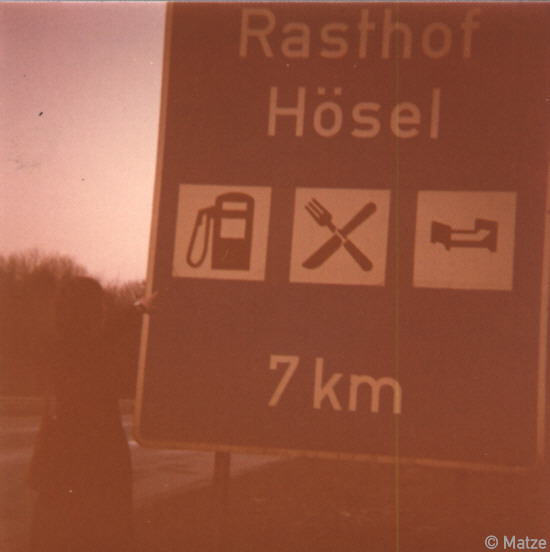 Rasthof
Hösel
7 km
© Matze